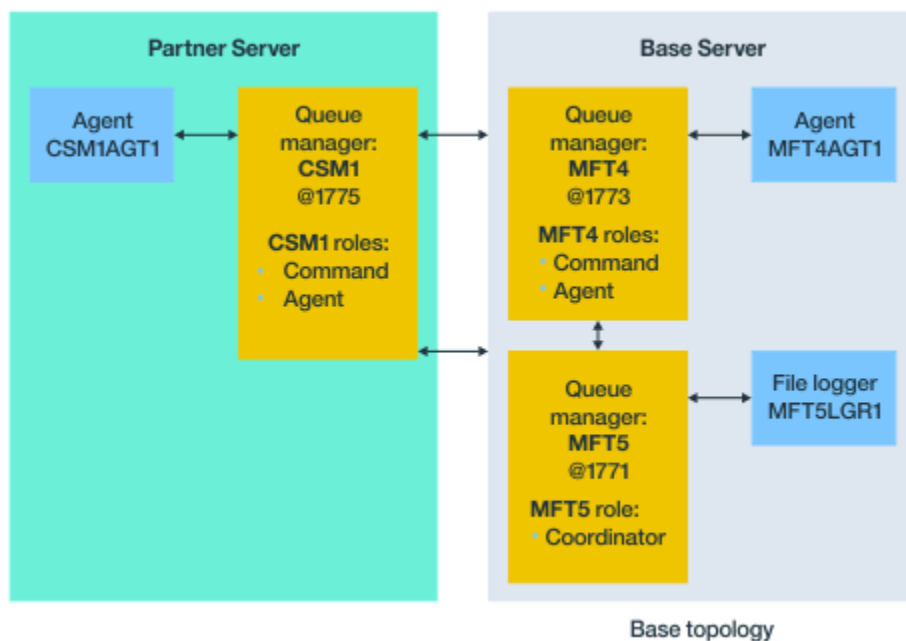 Partner Server
Agent
CSM1AGT1
Queue
manager:
CSM1
@1775
CSM1 roles:
• Command
• Agent
Base Server
Queue
manager:
MFT4
@1773
MFT4 roles:
• Command
• Agent
Agent
MFT4AGT1
Queue
manager:
MFT5
@1771
MFT5 role:
• Coordinator
File logger
MFT5LGR1
Base topology